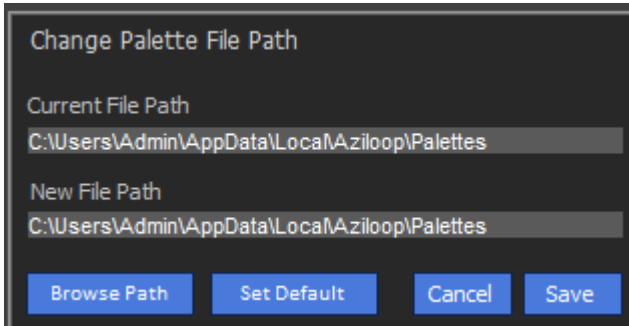 Change Palette File Path
Current File Path
C:\Users\Admin\AppData\Local\Aziloop\Palettes
New File Path
C:\Users\Admin\AppData\Local\Aziloop\Palettes
Browse Path Set Default Cancel Save